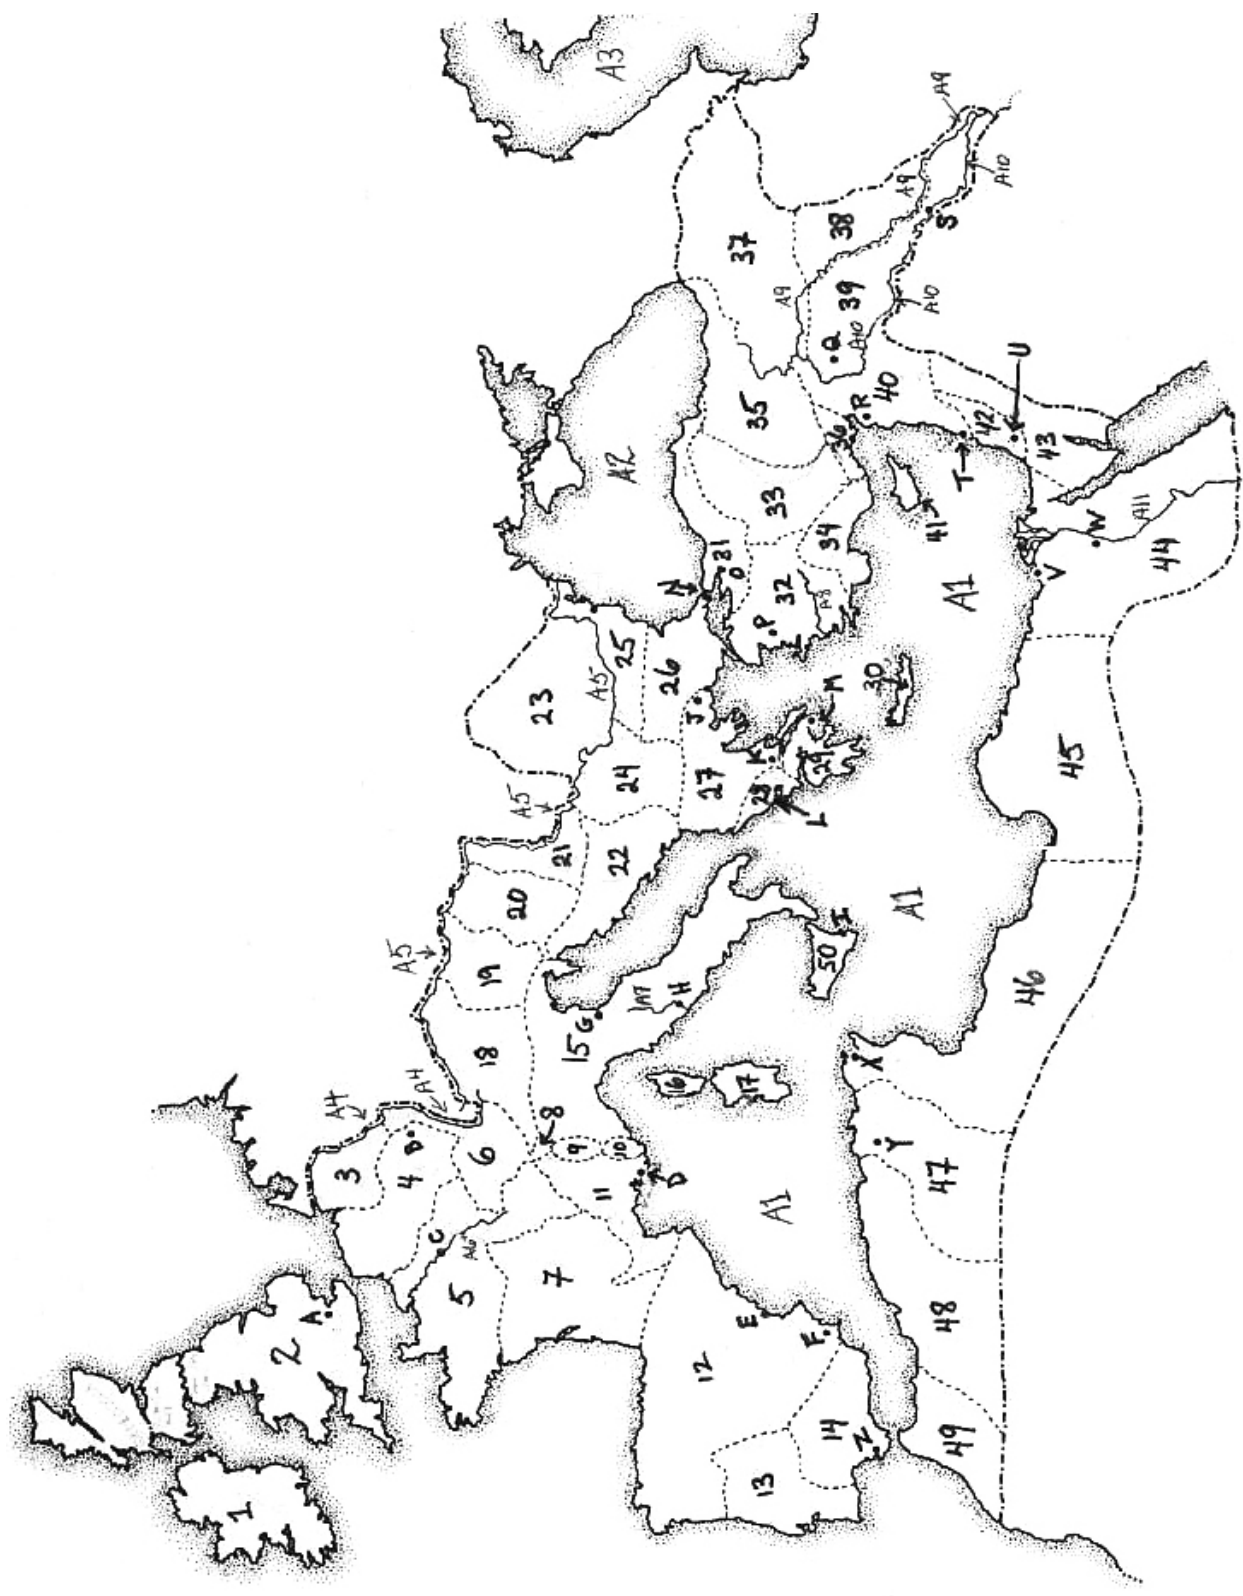 1
2
A
3
A4
4
B
A4
A5
C
5
A6
6
18
19
20
A5
23
7
8
21
9
15
G
11
A5
A3
10
22
24
25
A2
A7
26
D
16
H
N
J
12
27
31
O
E
17
K
28
13
P
33
35
37
A1
32
A9
F
L
29
A8
50
14
34
M
Q
I
36
38
39
A10
R
Z
X
30
40
Y
A1
A9
A10
41
47
A9
48
S
49
A1
T
42
A10
U
46
43
V
45
W
A11
44